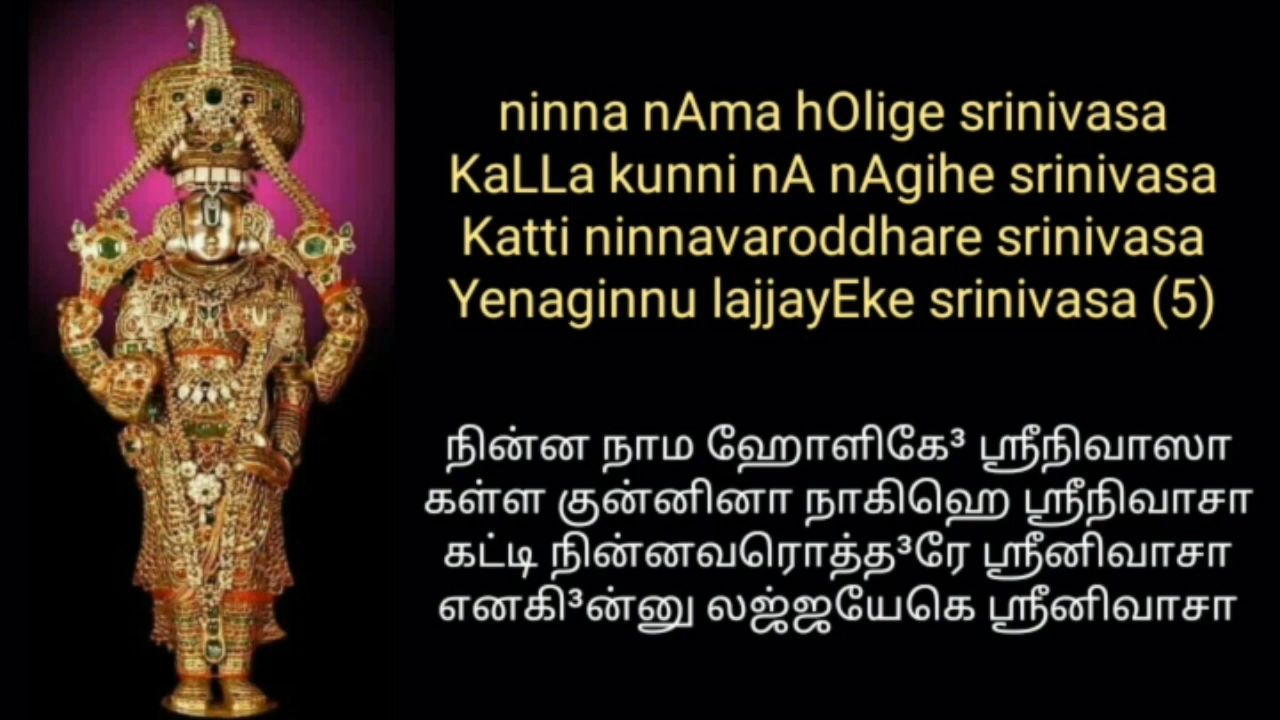 ninna nAma hOlige srinivasa
KaLLa kunni nA nAgihe srinivasa
Katti ninnavaroddhare srinivasa
Yenaginnu lajjayEke srinivasa (5)
நின்ன நாம ஹோளிகே³ ஸ்ரீநிவாஸா
கள்ள குன்னினா நாகிஹெ ஸ்ரீநிவாசா
கட்டி நின்னவரொத்த³ரே ஸ்ரீனிவாசா
எனகி³ன்னு லஜ்ஜயேகெ ஸ்ரீனிவாசா